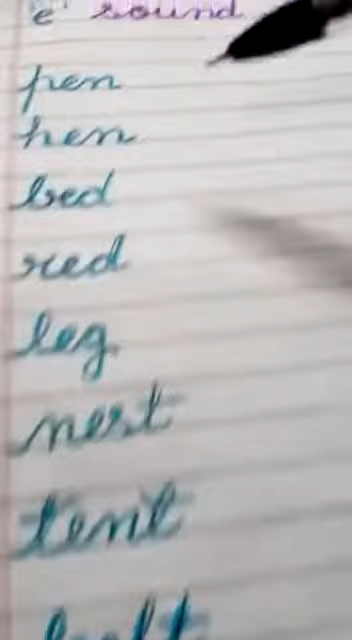 'e' sound
pen
hen
bed
red
leg
nest
tent